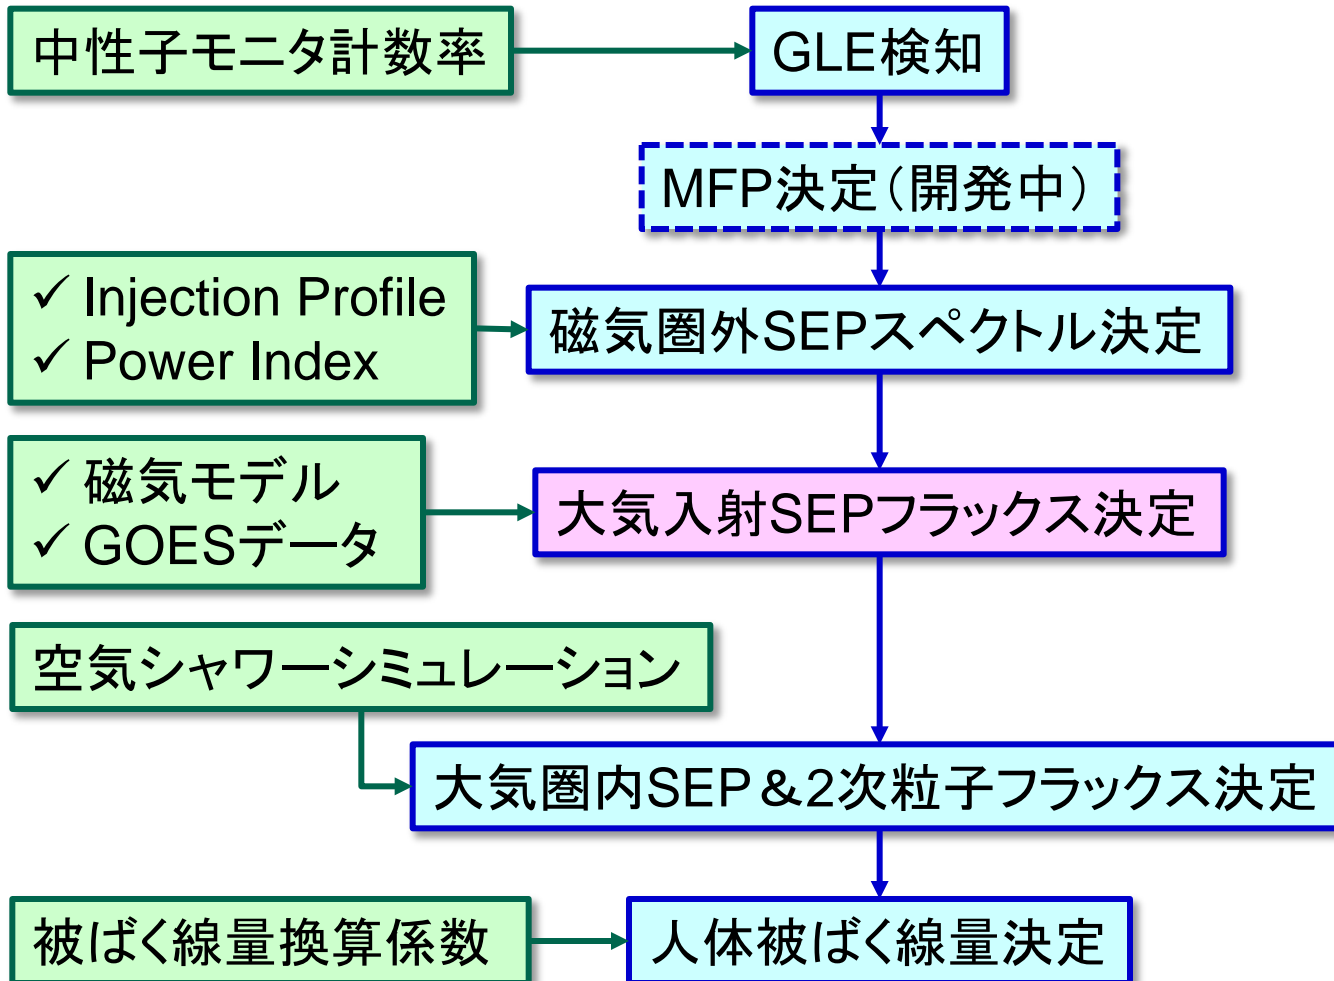 中性子モニタ計数率
GLE検知
MFP決定（開発中）
✓ Injection Profile
✓ Power Index
磁気圏外SEPスペクトル決定
✓ 磁気モデル
✓ GOESデータ
大気入射SEPフラックス決定
空気シャワーシミュレーション
大気圏内SEP＆2次粒子フラックス決定
被ばく線量換算係数
人体被ばく線量決定